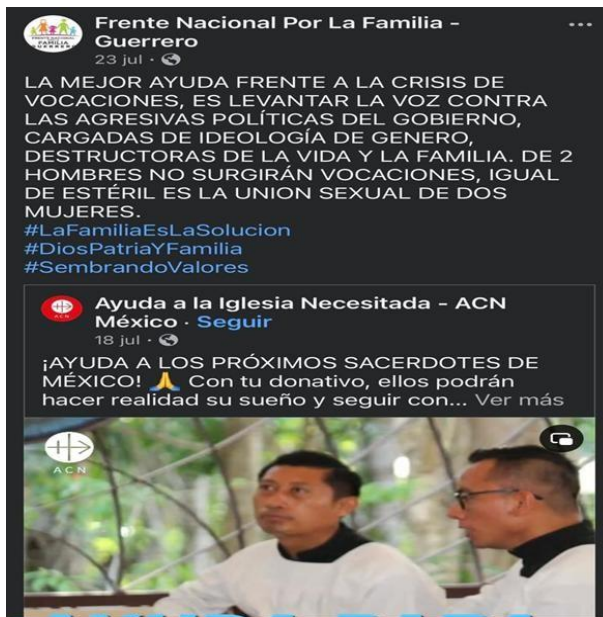 Frente Nacional Por La Familia -
Guerrero
23 jul ·
LA MEJOR AYUDA FRENTE A LA CRISIS DE
VOCACIONES, ES LEVANTAR LA VOZ CONTRA
LAS AGRESIVAS POLÍTICAS DEL GOBIERNO,
CARGADAS DE IDEOLOGÍA DE GENERO,
DESTRUCTORAS DE LA VIDA Y LA FAMILIA. DE 2
HOMBRES NO SURGIRÁN VOCACIONES, IGUAL
DE ESTÉRIL ES LA UNION SEXUAL DE DOS
MUJERES.
#LaFamiliaEsLaSolucion
#DiosPatriaYFamilia
#SembrandoValores
Ayuda a la Iglesia Necesitada - ACN
México · Seguir
18 jul ·
¡AYUDA A LOS PRÓXIMOS SACERDOTES DE
MÉXICO! 🙏 Con tu donativo, ellos podrán
hacer realidad su sueño y seguir con... Ver más
ACN